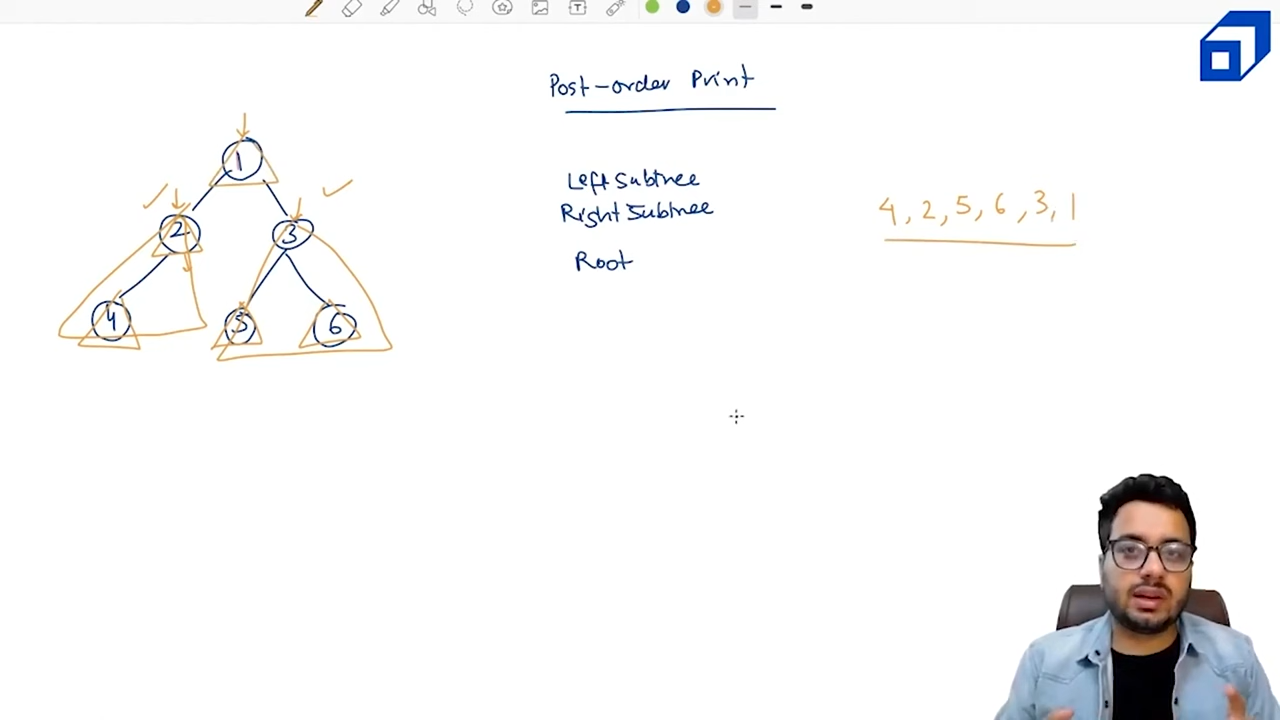 Post-order Print
1
2
3
4
5
6
Left Subtree
Right Subtree
Root
4, 2, 5, 6, 3, 1
T